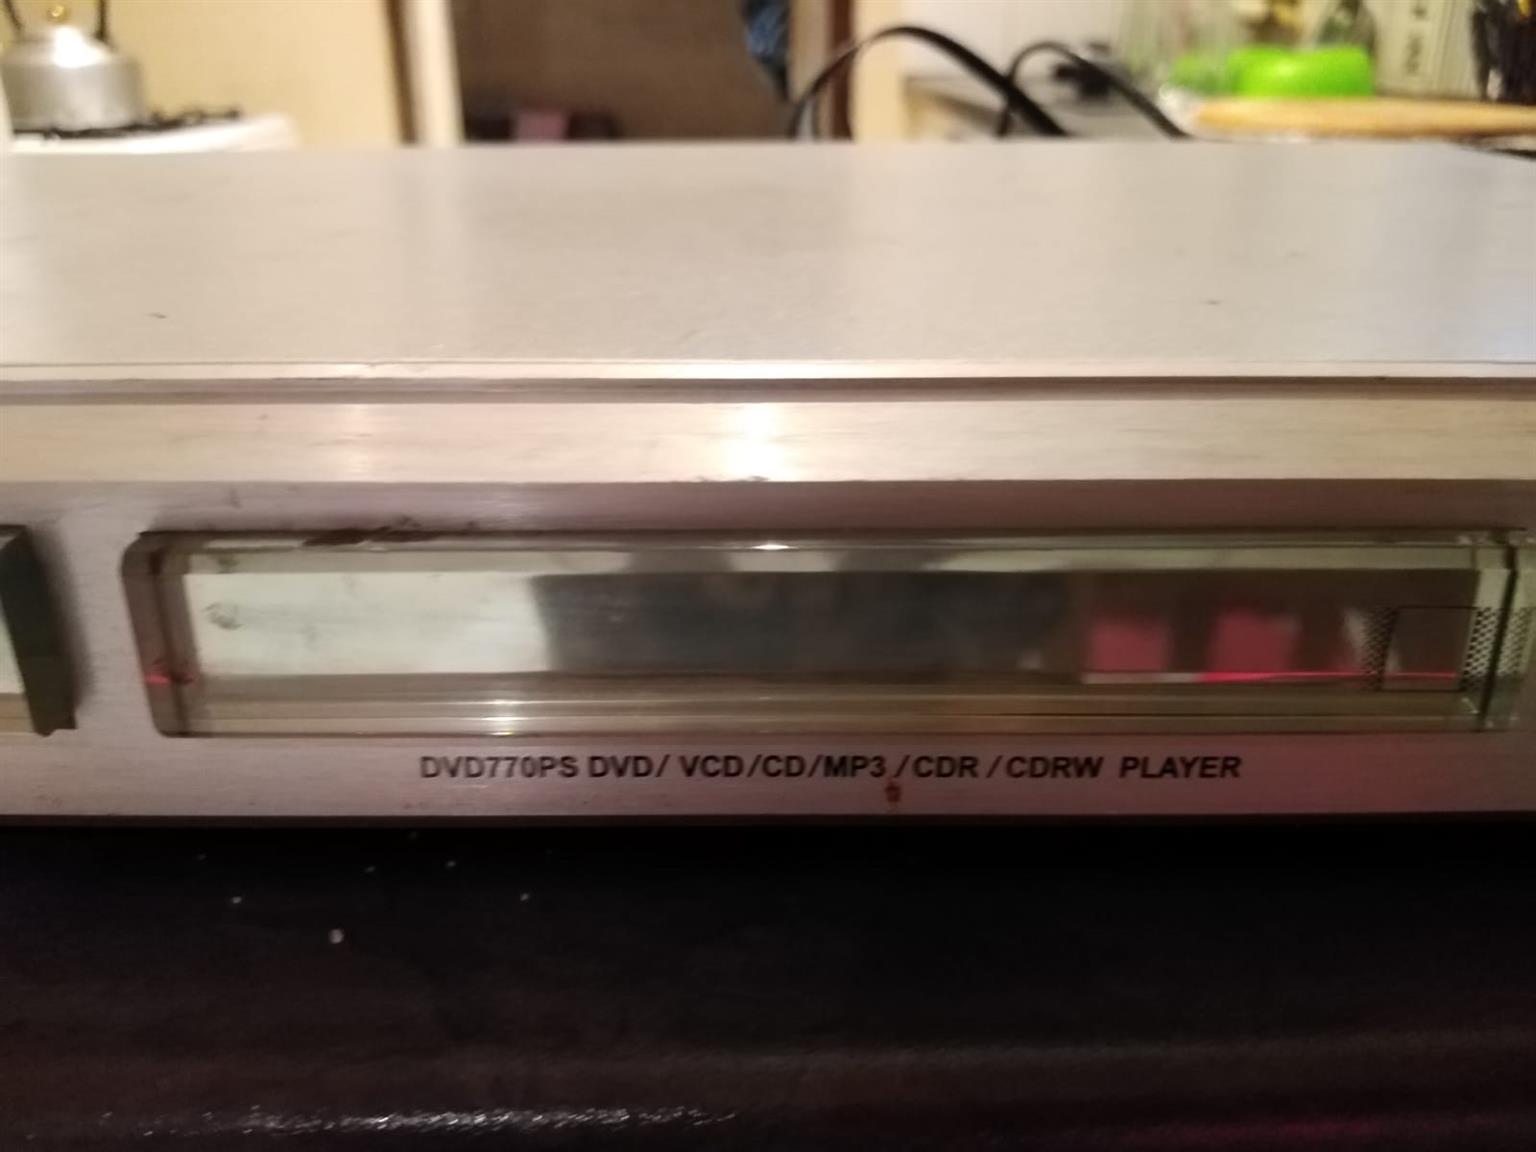 DVD770PS DVD/ VCD/CD/MP3 /CDR /CDRW PLAYER